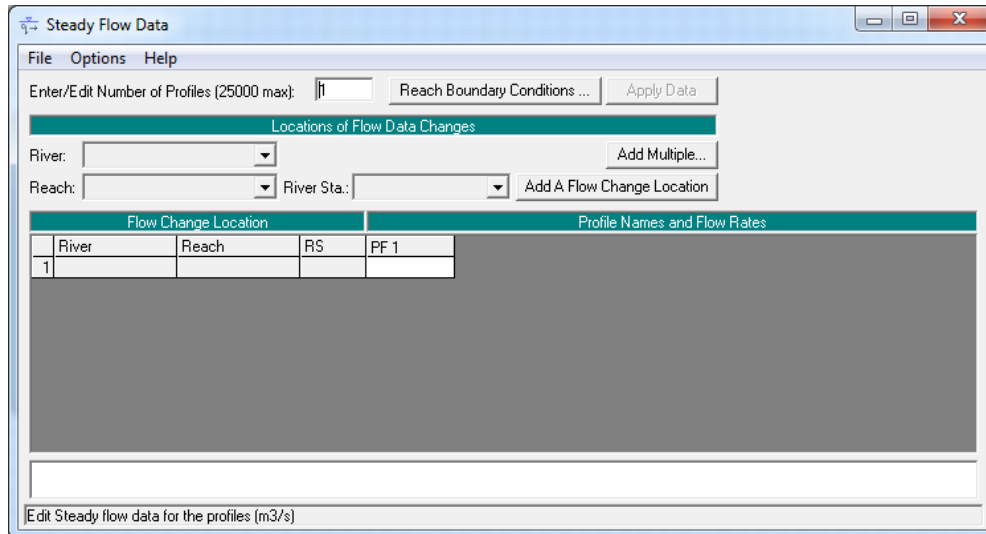 Steady Flow Data
File Options Help
Enter/Edit Number of Profiles (25000 max): 1 Reach Boundary Conditions ... Apply Data
Locations of Flow Data Changes
River: Add Multiple...
Reach: River Sta.: Add A Flow Change Location
Flow Change Location Profile Names and Flow Rates
River Reach RS PF 1
1
Edit Steady flow data for the profiles (m3/s)